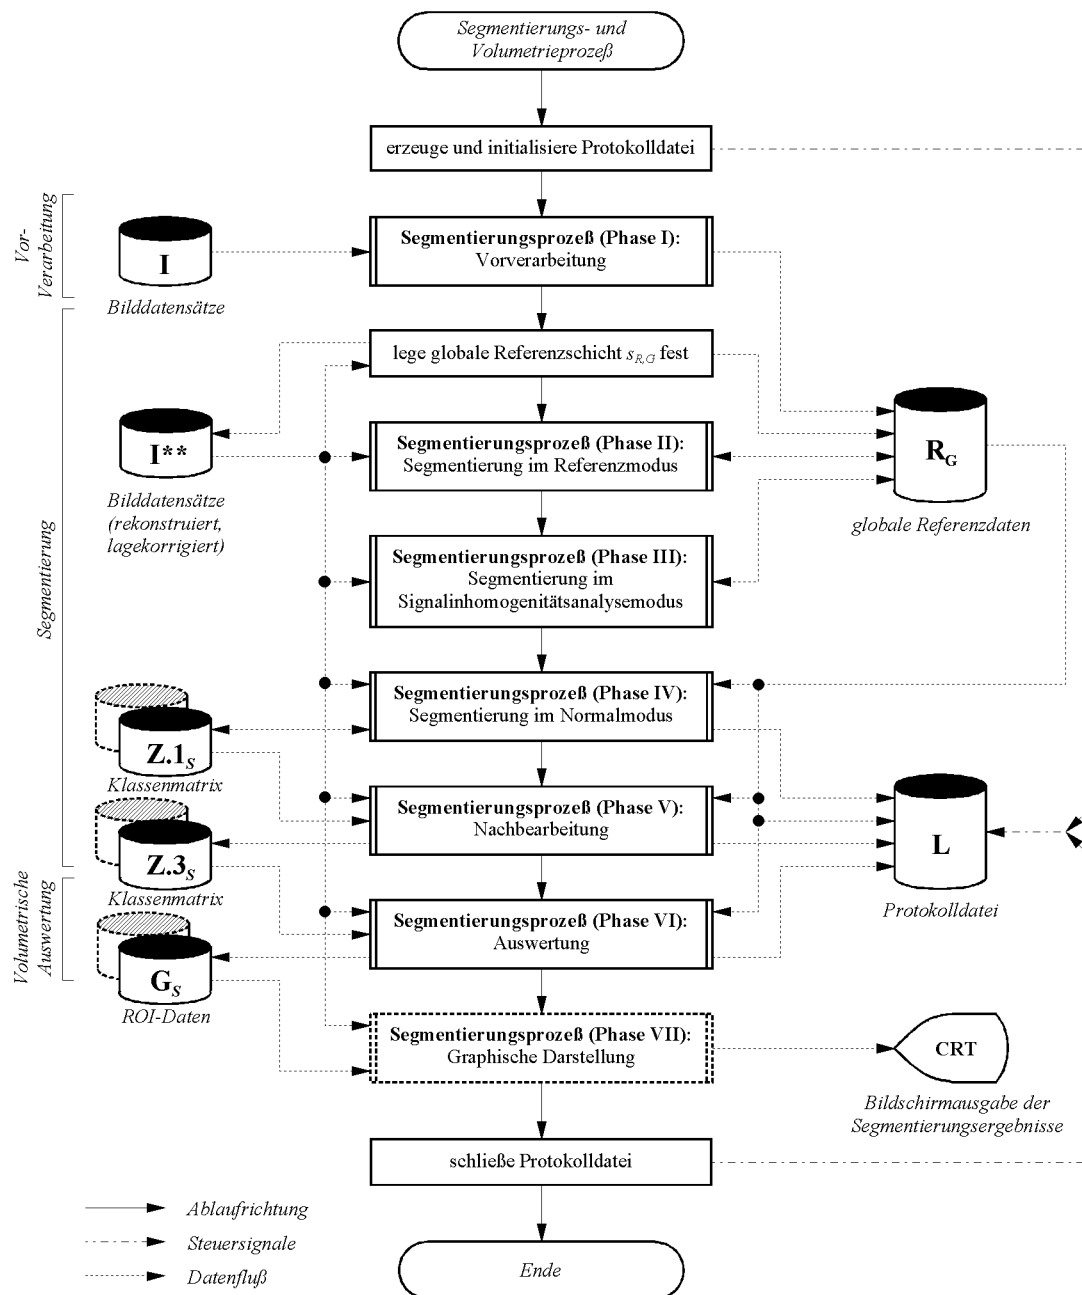 Segmentierungs- und
Volumetrieprozeß
erzeuge und initialisiere Protokolldatei
Vor-
Verarbeitung
I
Bilddatensätze
Segmentierungsprozeß (Phase I):
Vorverarbeitung
Segmentierung
lege globale Referenzschicht s_{R,G} fest
I**
Bilddatensätze
(rekonstruiert,
lagekorrigiert)
Segmentierungsprozeß (Phase II):
Segmentierung im Referenzmodus
R_G
globale Referenzdaten
Segmentierungsprozeß (Phase III):
Segmentierung im
Signalinhomogenitätsanalysemodus
Segmentierungsprozeß (Phase IV):
Segmentierung im Normalmodus
Z.1_S
Klassenmatrix
Segmentierungsprozeß (Phase V):
Nachbearbeitung
Z.3_S
Klassenmatrix
L
Protokolldatei
Volumetrische
Auswertung
Segmentierungsprozeß (Phase VI):
Auswertung
G_S
ROI-Daten
Segmentierungsprozeß (Phase VII):
Graphische Darstellung
CRT
Bildschirmausgabe der
Segmentierungsergebnisse
schließe Protokolldatei
Ablaufrichtung
Steuersignale
Datenfluß
Ende